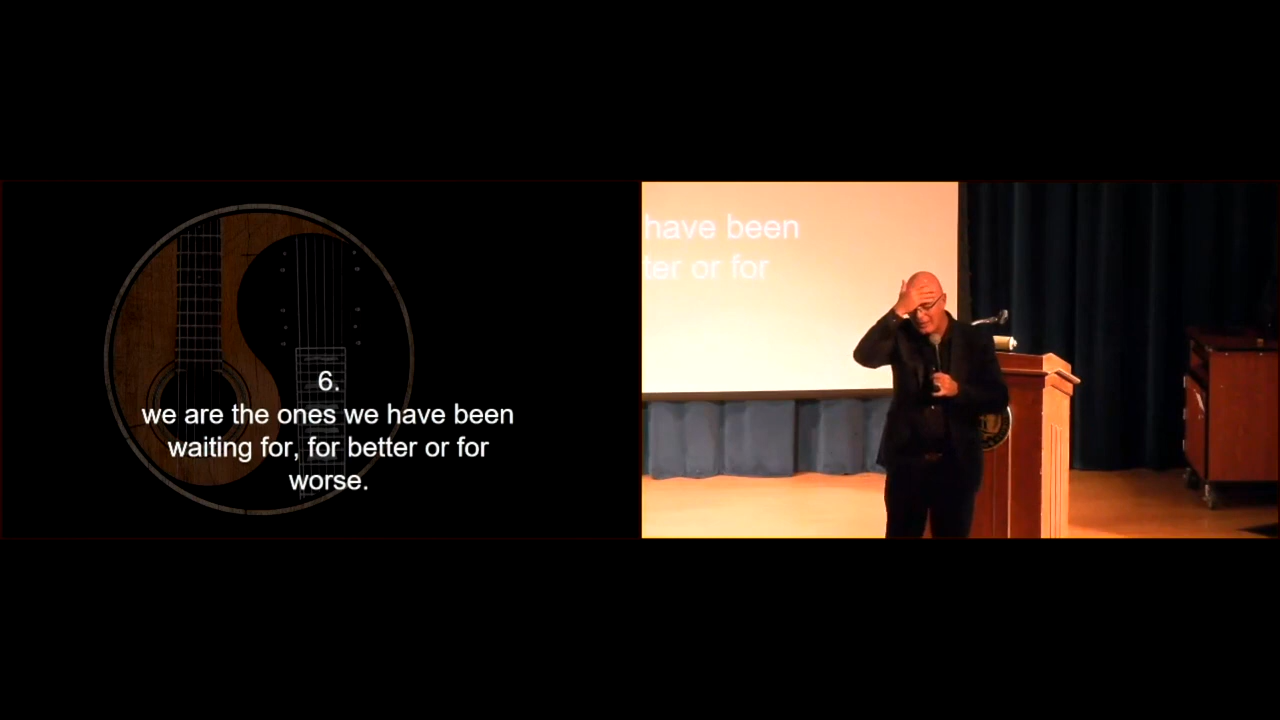 6.
we are the ones we have been
waiting for, for better or for
worse.
have been
ter or for